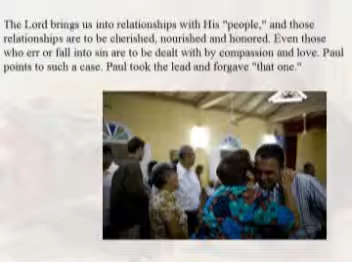 The Lord brings us into relationships with His "people," and those
relationships are to be cherished, nourished and honored. Even those
who err or fall into sin are to be dealt with by compassion and love. Paul
points to such a case. Paul took the lead and forgave "that one."